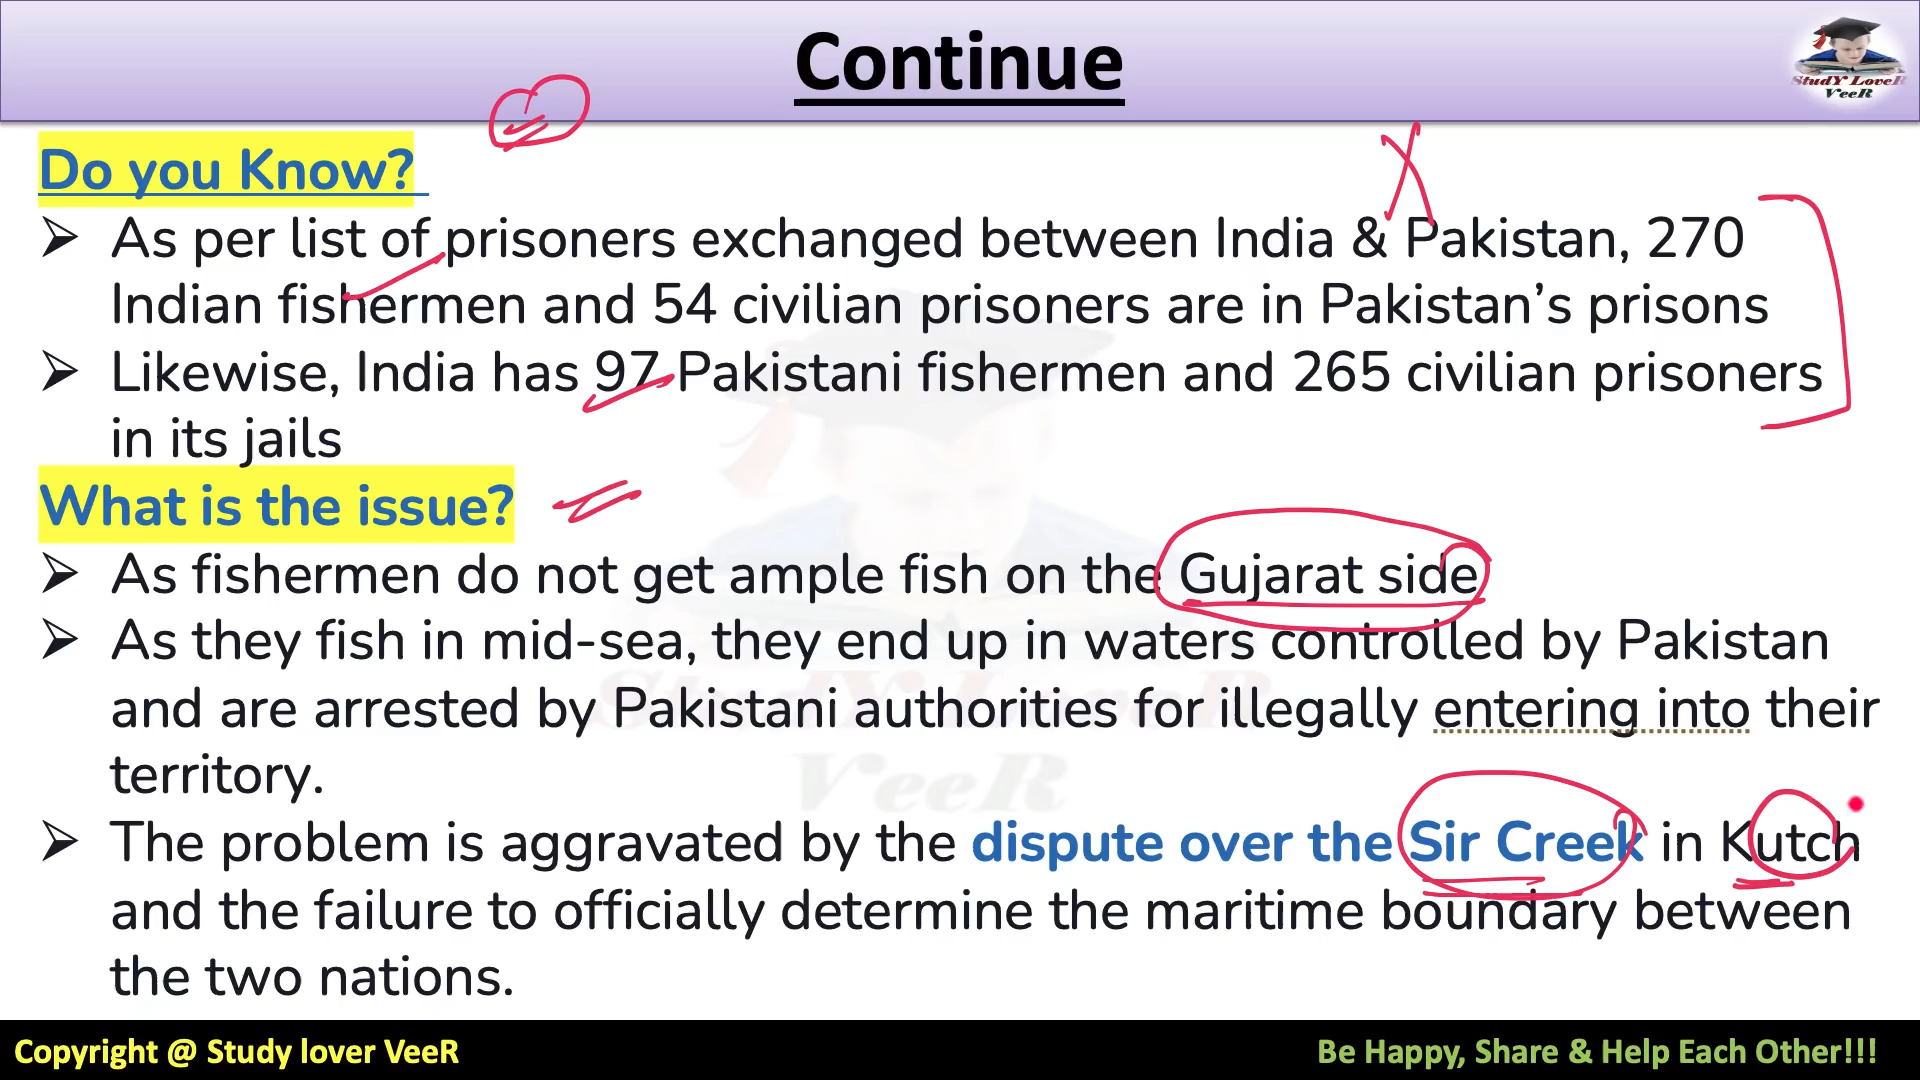 Continue
StudY LoveR
VeeR
Do you Know?
➢ As per list of prisoners exchanged between India & Pakistan, 270
Indian fishermen and 54 civilian prisoners are in Pakistan’s prisons
➢ Likewise, India has 97 Pakistani fishermen and 265 civilian prisoners
in its jails
What is the issue?
➢ As fishermen do not get ample fish on the Gujarat side
➢ As they fish in mid-sea, they end up in waters controlled by Pakistan
and are arrested by Pakistani authorities for illegally entering into their
territory.
➢ The problem is aggravated by the dispute over the Sir Creek in Kutch
and the failure to officially determine the maritime boundary between
the two nations.
StudY LoveR
VeeR
Copyright @ Study lover VeeR
Be Happy, Share & Help Each Other!!!